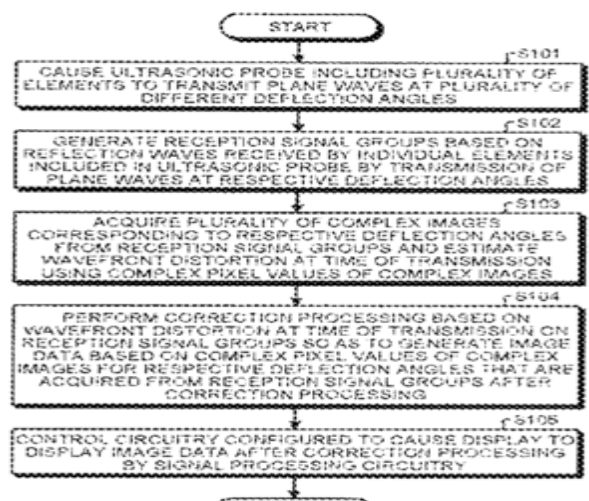 START
S101
CAUSE ULTRASONIC PROBE INCLUDING PLURALITY OF
ELEMENTS TO TRANSMIT PLANE WAVES AT PLURALITY OF
DIFFERENT DEFLECTION ANGLES
S102
GENERATE RECEPTION SIGNAL GROUPS BASED ON
REFLECTION WAVES RECEIVED BY INDIVIDUAL ELEMENTS
INCLUDED IN ULTRASONIC PROBE BY TRANSMISSION OF
PLANE WAVES AT RESPECTIVE DEFLECTION ANGLES
S103
ACQUIRE PLURALITY OF COMPLEX IMAGES
CORRESPONDING TO RESPECTIVE DEFLECTION ANGLES
FROM RECEPTION SIGNAL GROUPS AND ESTIMATE
WAVEFRONT DISTORTION AT TIME OF TRANSMISSION
USING COMPLEX PIXEL VALUES OF COMPLEX IMAGES
S104
PERFORM CORRECTION PROCESSING BASED ON
WAVEFRONT DISTORTION AT TIME OF TRANSMISSION ON
RECEPTION SIGNAL GROUPS SO AS TO GENERATE IMAGE
DATA BASED ON COMPLEX PIXEL VALUES OF COMPLEX
IMAGES FOR RESPECTIVE DEFLECTION ANGLES THAT ARE
ACQUIRED FROM RECEPTION SIGNAL GROUPS AFTER
CORRECTION PROCESSING
S105
CONTROL CIRCUITRY CONFIGURED TO CAUSE DISPLAY TO
DISPLAY IMAGE DATA AFTER CORRECTION PROCESSING
BY SIGNAL PROCESSING CIRCUITRY